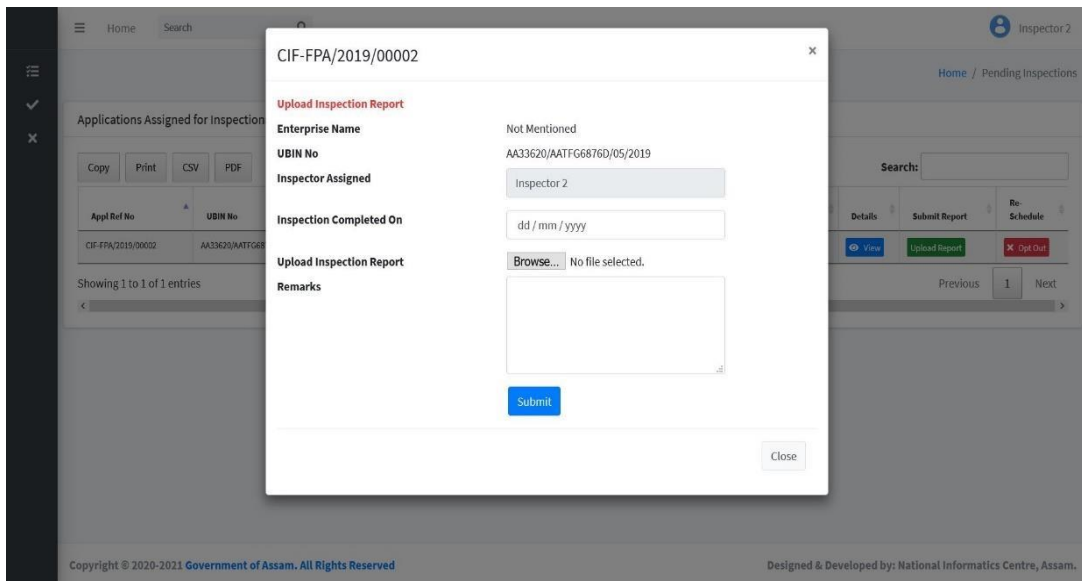 Home Search Inspector 2
Home / Pending Inspections
CIF-FPA/2019/00002 ×
Upload Inspection Report
Enterprise Name Not Mentioned
UBIN No AA33620/AATFG6876D/05/2019
Inspector Assigned Inspector 2
Inspection Completed On dd / mm / yyyy
Upload Inspection Report Browse... No file selected.
Remarks
Submit
Close
Applications Assigned for Inspection
Copy Print CSV PDF Search:
Appl Ref No UBIN No Details Submit Report Re-
Schedule
CIF-FPA/2019/00002 AA33620/AATFG68 View Upload Report Opt Out
Showing 1 to 1 of 1 entries Previous 1 Next
Copyright © 2020-2021 Government of Assam. All Rights Reserved Designed & Developed by: National Informatics Centre, Assam.